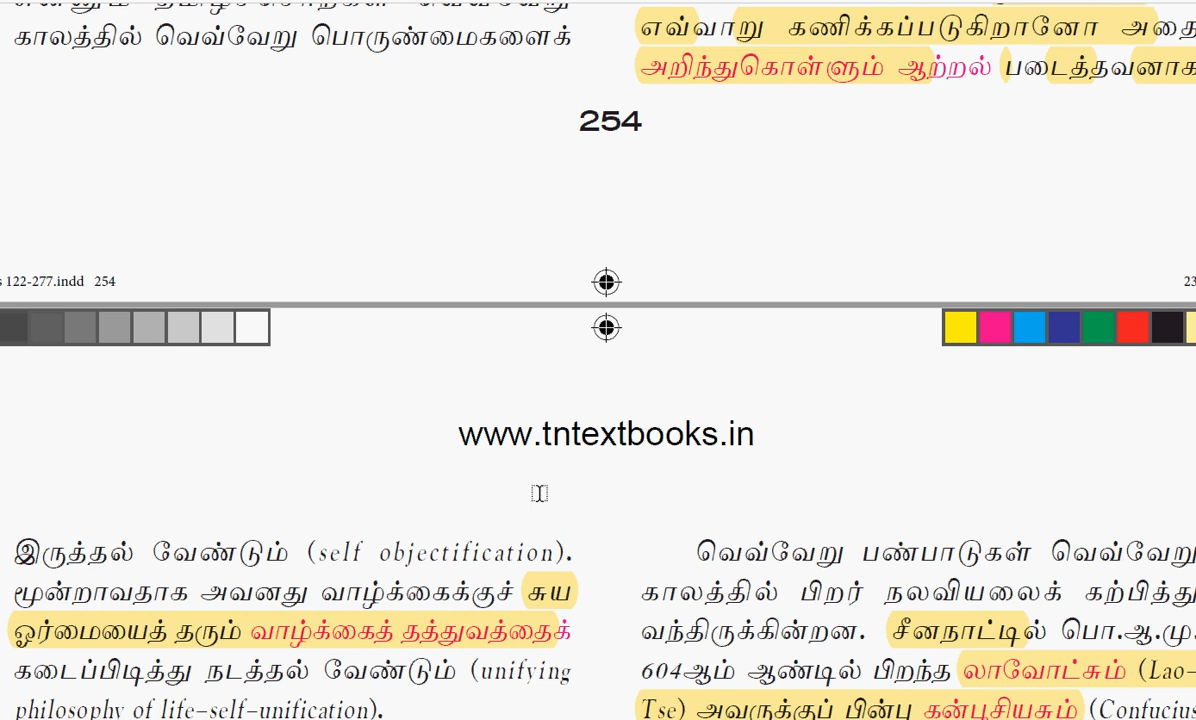 காலத்தில் வெவ்வேறு பொருண்மைகளைக்
எவ்வாறு கணிக்கப்படுகிறானோ அதை
அறிந்துகொள்ளும் ஆற்றல் படைத்தவனாக
254
122-277.indd 254
www.tntextbooks.in
இருத்தல் வேண்டும் (self objectification).
மூன்றாவதாக அவனது வாழ்க்கைக்குச் சுய
ஓர்மையைத் தரும் வாழ்க்கைத் தத்துவத்தைக்
கடைப்பிடித்து நடத்தல் வேண்டும் (unifying
philosophy of life-self-unification).
வெவ்வேறு பண்பாடுகள் வெவ்வேறு
காலத்தில் பிறர் நலவியலைக் கற்பித்து
வந்திருக்கின்றன. சீனநாட்டில் பொ.ஆ.மு.
604ஆம் ஆண்டில் பிறந்த லாவோட்சும் (Lao-
Tse) அவருக்குப் பின்பு கன்பூசியசும் (Confucius